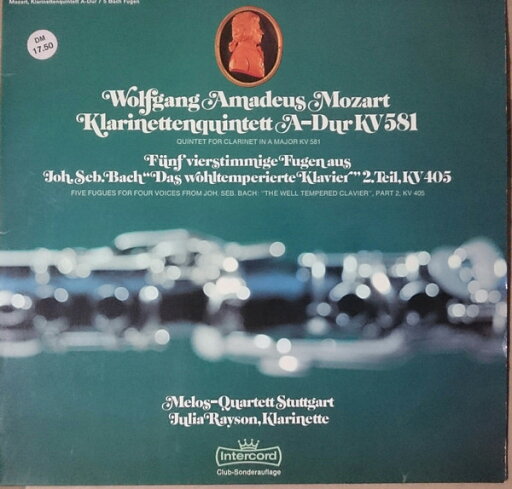 Mozart, Klarinettenquintett A-Dur / 5 Bach Fugen
DM
17.50
Wolfgang Amadeus Mozart
Klarinettenquintett A-Dur KV 581
QUINTET FOR CLARINET IN A MAJOR KV 581
Fünf vierstimmige Fugen aus
Joh. Seb. Bach "Das wohltemperierte Klavier" 2. Teil, KV 405
FIVE FUGUES FOR FOUR VOICES FROM JOH. SEB. BACH: "THE WELL TEMPERED CLAVIER", PART 2, KV 405
Melos-Quartett Stuttgart
Julia Rayson, Klarinette
Intercord
Club-Sonderauflage